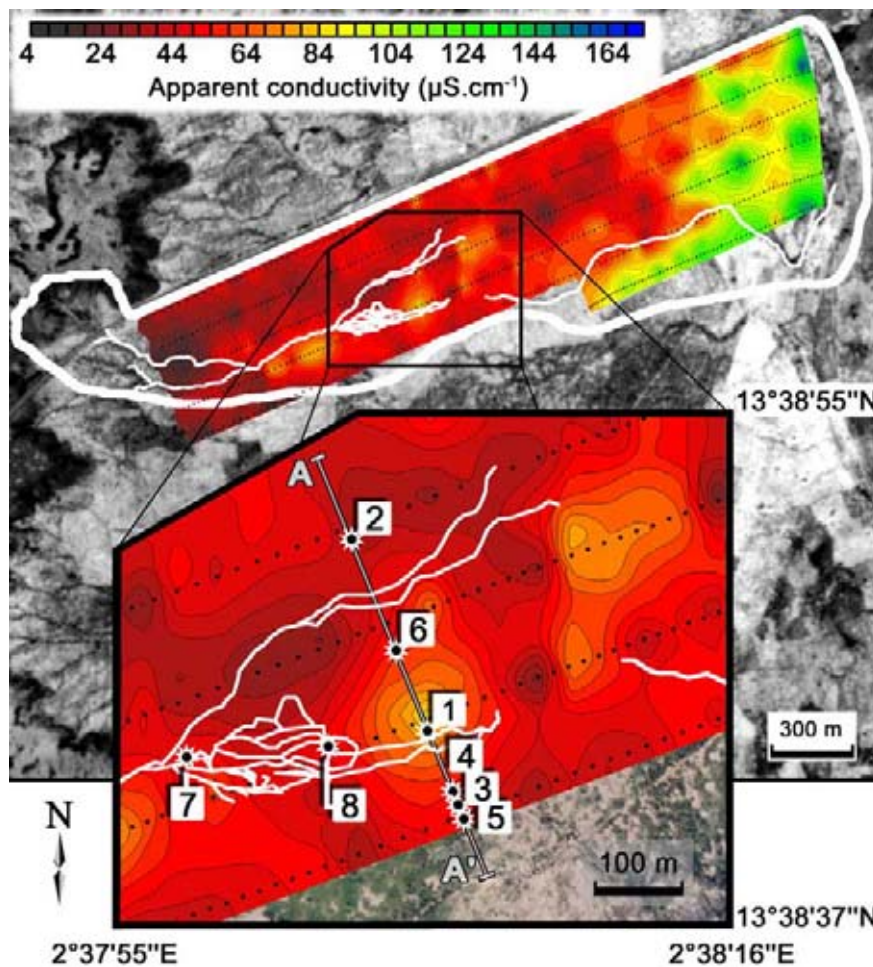 4 24 44 64 84 104 124 144 164
Apparent conductivity (µS.cm⁻¹)
13°38'55"N
A
2
6
1
4
3
5
7
8
A'
300 m
100 m
N
13°38'37"N
2°37'55"E 2°38'16"E